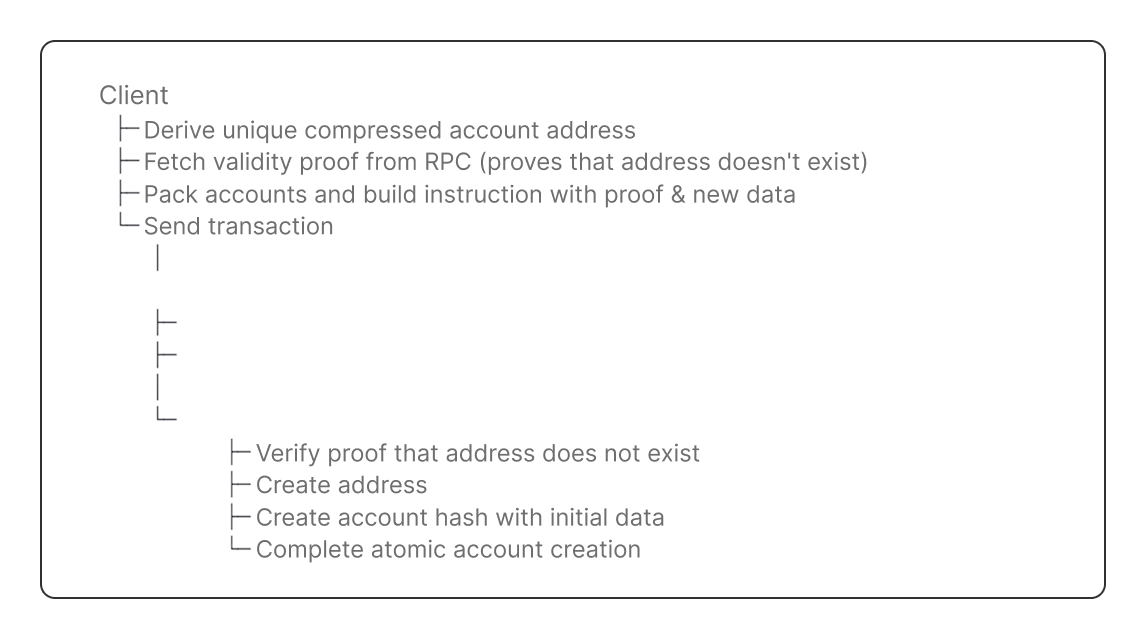 Client
├─ Derive unique compressed account address
├─ Fetch validity proof from RPC (proves that address doesn't exist)
├─ Pack accounts and build instruction with proof & new data
└─ Send transaction
│
├─
├─
│
└─
├─ Verify proof that address does not exist
├─ Create address
├─ Create account hash with initial data
└─ Complete atomic account creation